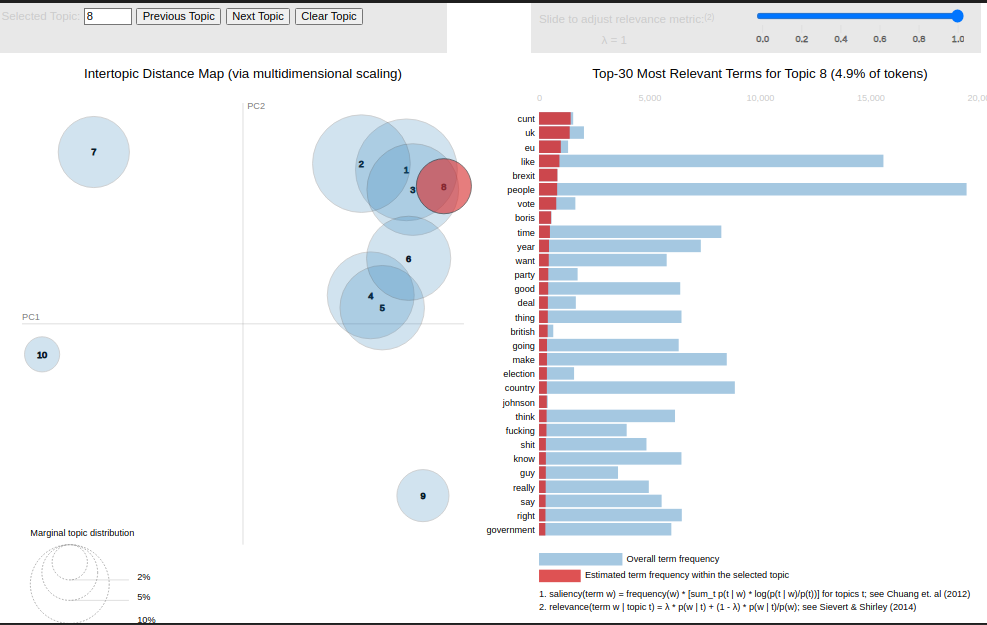 Selected Topic: 8 Previous Topic Next Topic Clear Topic
Slide to adjust relevance metric:(2)
λ = 1
0.0 0.2 0.4 0.6 0.8 1.0
Intertopic Distance Map (via multidimensional scaling)
PC2
PC1
7
2
1
3
8
6
4
5
10
9
Marginal topic distribution
2%
5%
10%
Top-30 Most Relevant Terms for Topic 8 (4.9% of tokens)
0 5,000 10,000 15,000 20,00
cunt
uk
eu
like
brexit
people
vote
boris
time
year
want
party
good
deal
thing
british
going
make
election
country
johnson
think
fucking
shit
know
guy
really
say
right
government
Overall term frequency
Estimated term frequency within the selected topic
1. saliency(term w) = frequency(w) * [sum_t p(t | w) * log(p(t | w)/p(t))] for topics t; see Chuang et. al (2012)
2. relevance(term w | topic t) = λ * p(w | t) + (1 - λ) * p(w | t)/p(w); see Sievert & Shirley (2014)